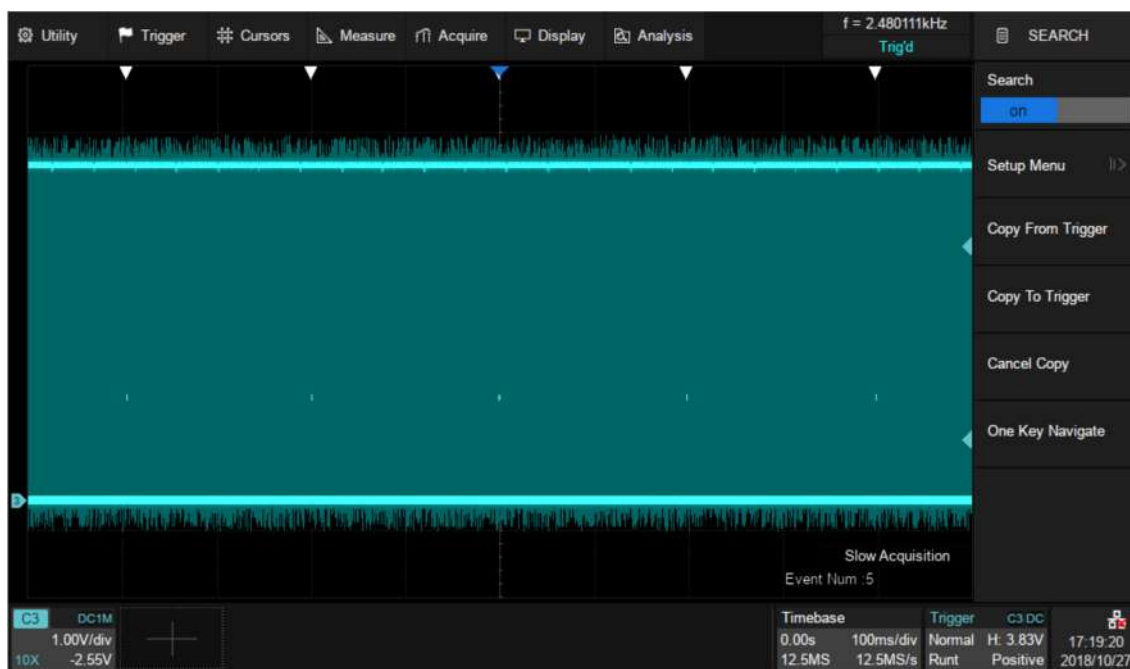 Utility Trigger Cursors Measure Acquire Display Analysis
f = 2.480111kHz
Trig'd
SEARCH
Search
on
Setup Menu
Copy From Trigger
Copy To Trigger
Cancel Copy
One Key Navigate
3
Slow Acquisition
Event Num :5
C3 DC1M
1.00V/div
10X -2.55V
Timebase
0.00s 100ms/div
12.5MS 12.5MS/s
Trigger C3 DC
Normal H: 3.83V
Runt Positive
17:19:20
2018/10/27